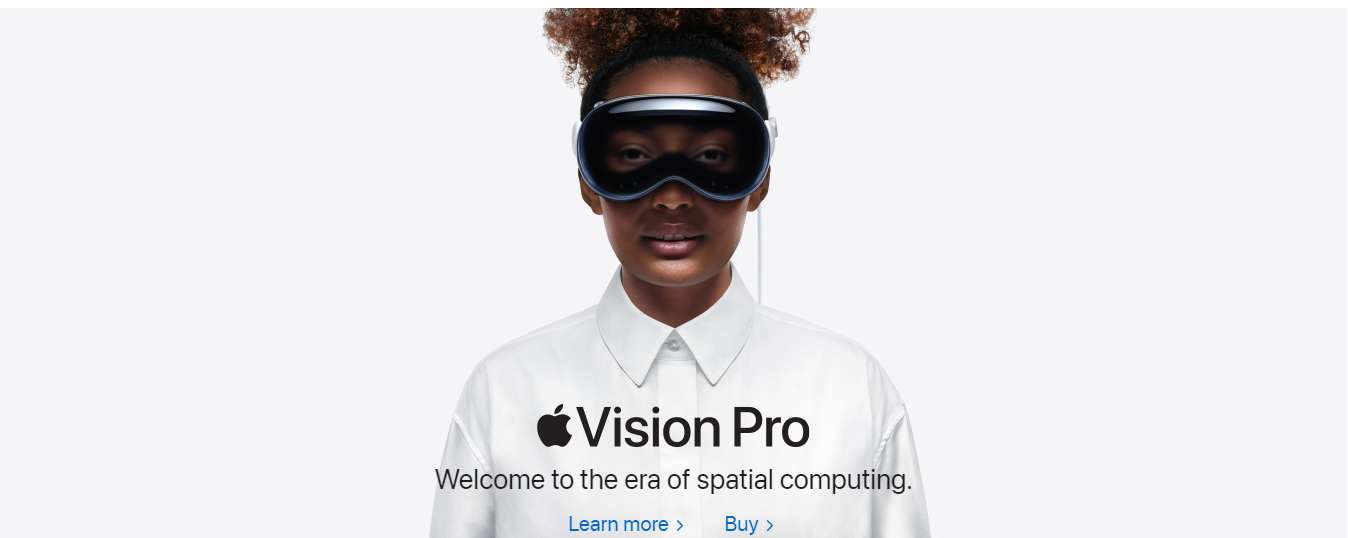 Vision Pro
Welcome to the era of spatial computing.
Learn more > Buy >